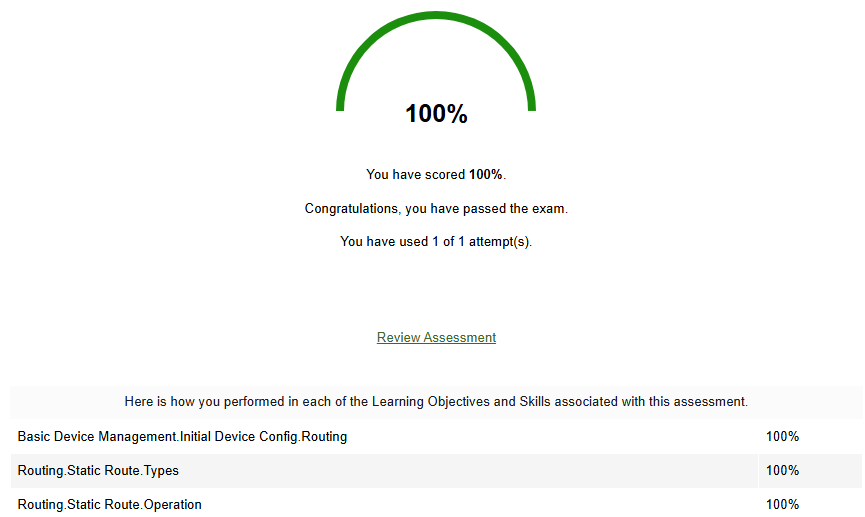 100%
You have scored 100%.
Congratulations, you have passed the exam.
You have used 1 of 1 attempt(s).
Review Assessment
Here is how you performed in each of the Learning Objectives and Skills associated with this assessment.
Basic Device Management.Initial Device Config.Routing 100%
Routing.Static Route.Types 100%
Routing.Static Route.Operation 100%